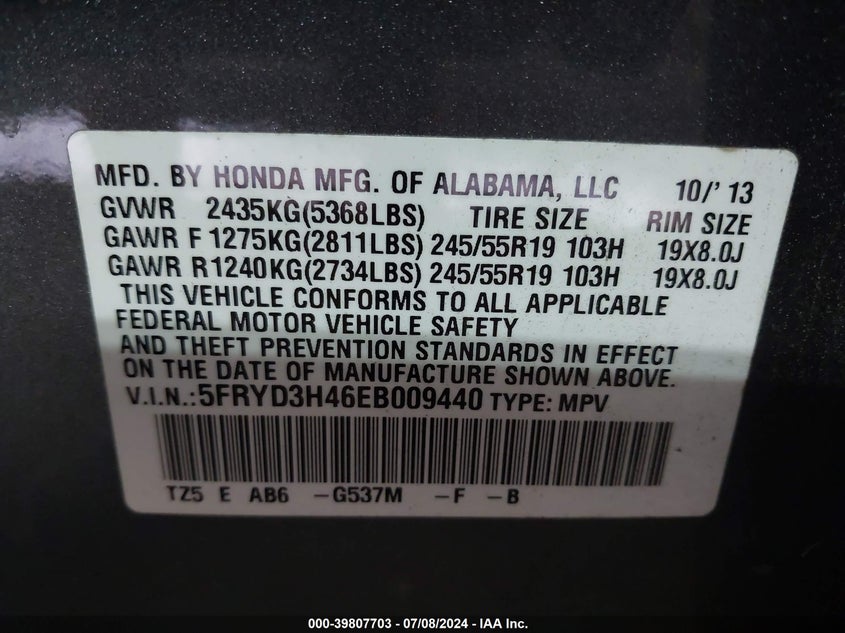 MFD. BY HONDA MFG. OF ALABAMA, LLC 10/' 13
GVWR 2435KG(5368LBS) TIRE SIZE RIM SIZE
GAWR F 1275KG(2811LBS) 245/55R19 103H 19X8.0J
GAWR R1240KG(2734LBS) 245/55R19 103H 19X8.0J
THIS VEHICLE CONFORMS TO ALL APPLICABLE
FEDERAL MOTOR VEHICLE SAFETY
AND THEFT PREVENTION STANDARDS IN EFFECT
ON THE DATE OF MANUFACTURE SHOWN ABOVE.
V.I.N.:5FRYD3H46EB009440 TYPE: MPV
TZ5 E AB6 –G537M –F –B
000-39807703 - 07/08/2024 - IAA Inc.